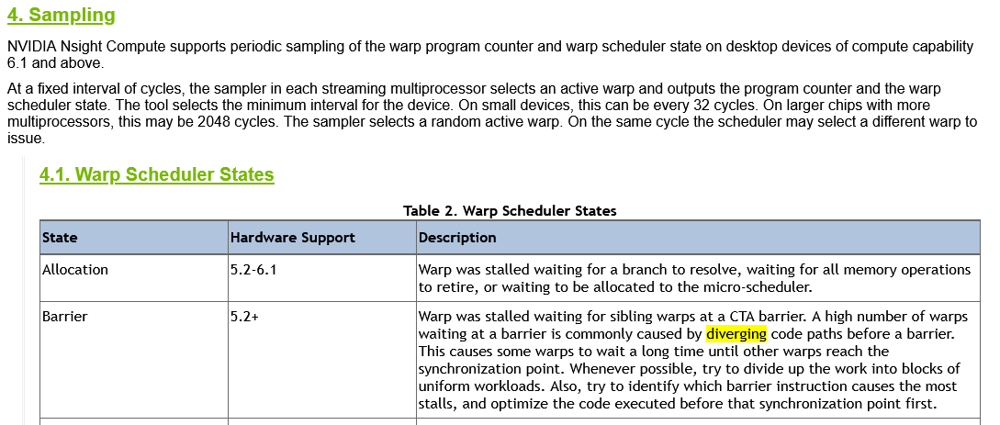 4. Sampling
NVIDIA Nsight Compute supports periodic sampling of the warp program counter and warp scheduler state on desktop devices of compute capability
6.1 and above.
At a fixed interval of cycles, the sampler in each streaming multiprocessor selects an active warp and outputs the program counter and the warp
scheduler state. The tool selects the minimum interval for the device. On small devices, this can be every 32 cycles. On larger chips with more
multiprocessors, this may be 2048 cycles. The sampler selects a random active warp. On the same cycle the scheduler may select a different warp to
issue.
4.1. Warp Scheduler States
Table 2. Warp Scheduler States
State Hardware Support Description
Allocation 5.2-6.1 Warp was stalled waiting for a branch to resolve, waiting for all memory operations
to retire, or waiting to be allocated to the micro-scheduler.
Barrier 5.2+ Warp was stalled waiting for sibling warps at a CTA barrier. A high number of warps
waiting at a barrier is commonly caused by diverging code paths before a barrier.
This causes some warps to wait a long time until other warps reach the
synchronization point. Whenever possible, try to divide up the work into blocks of
uniform workloads. Also, try to identify which barrier instruction causes the most
stalls, and optimize the code executed before that synchronization point first.